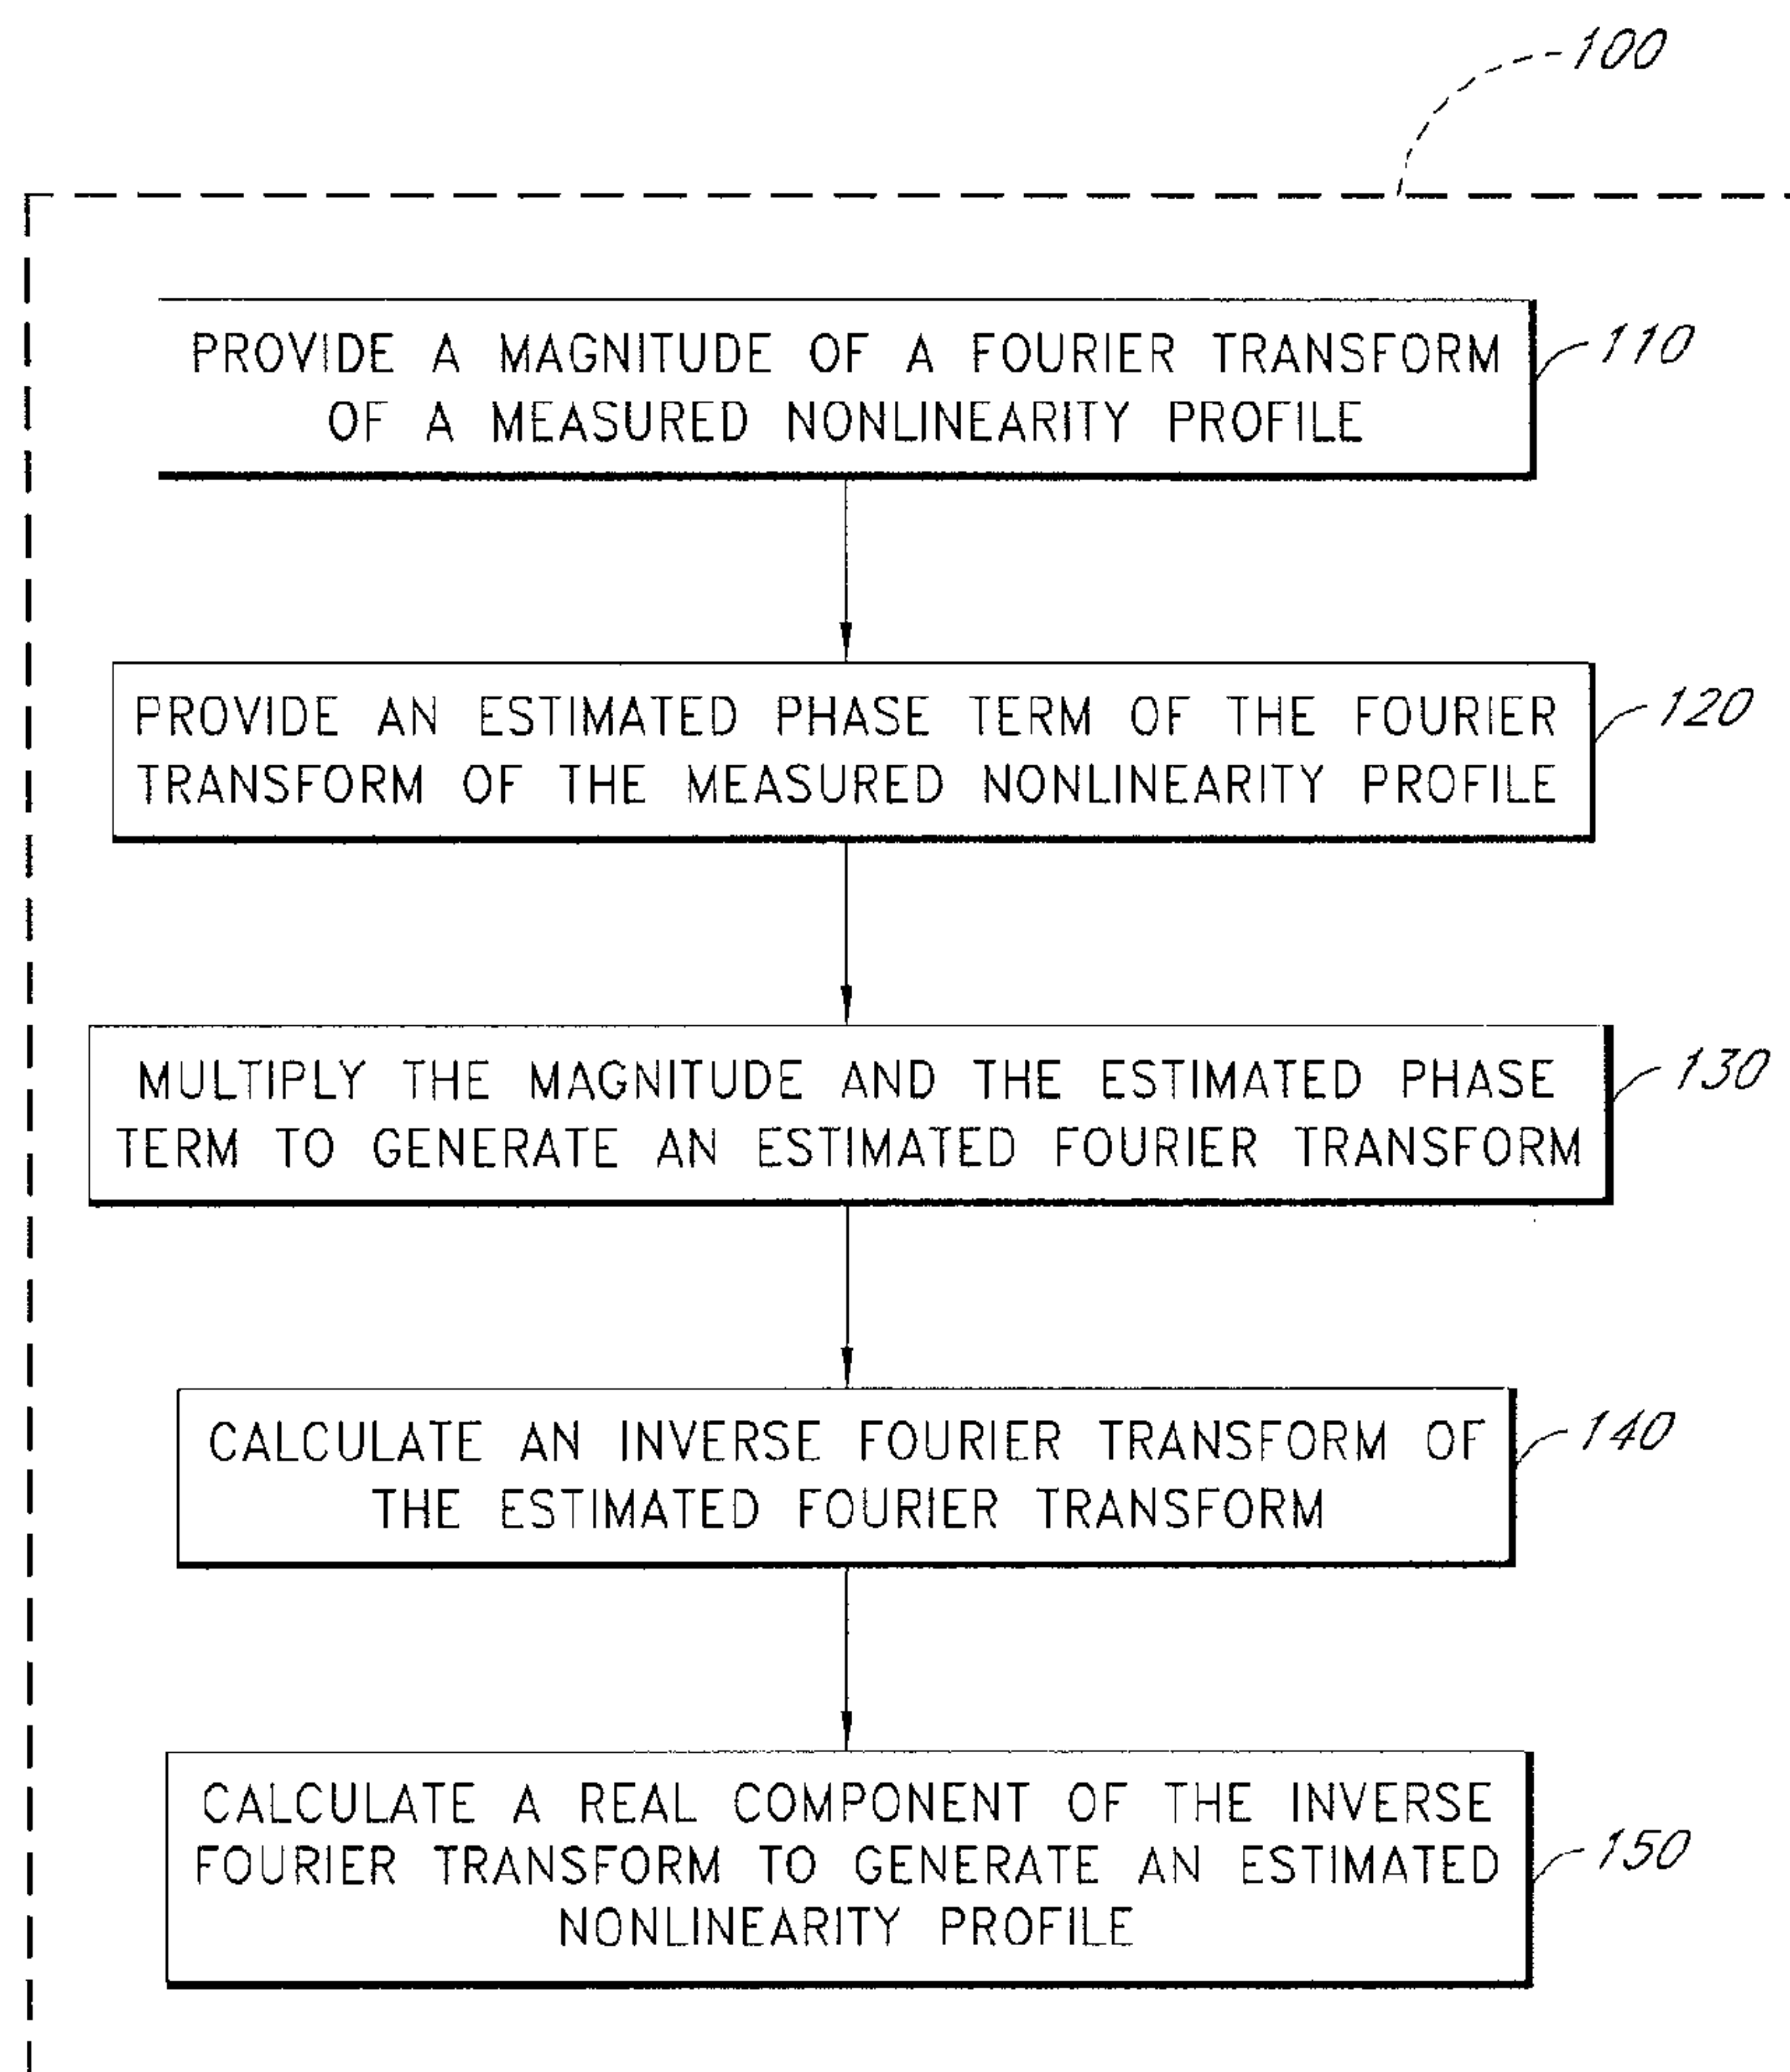 100
PROVIDE A MAGNITUDE OF A FOURIER TRANSFORM
OF A MEASURED NONLINEARITY PROFILE
110
PROVIDE AN ESTIMATED PHASE TERM OF THE FOURIER
TRANSFORM OF THE MEASURED NONLINEARITY PROFILE
120
MULTIPLY THE MAGNITUDE AND THE ESTIMATED PHASE
TERM TO GENERATE AN ESTIMATED FOURIER TRANSFORM
130
CALCULATE AN INVERSE FOURIER TRANSFORM OF
THE ESTIMATED FOURIER TRANSFORM
140
CALCULATE A REAL COMPONENT OF THE INVERSE
FOURIER TRANSFORM TO GENERATE AN ESTIMATED
NONLINEARITY PROFILE
150